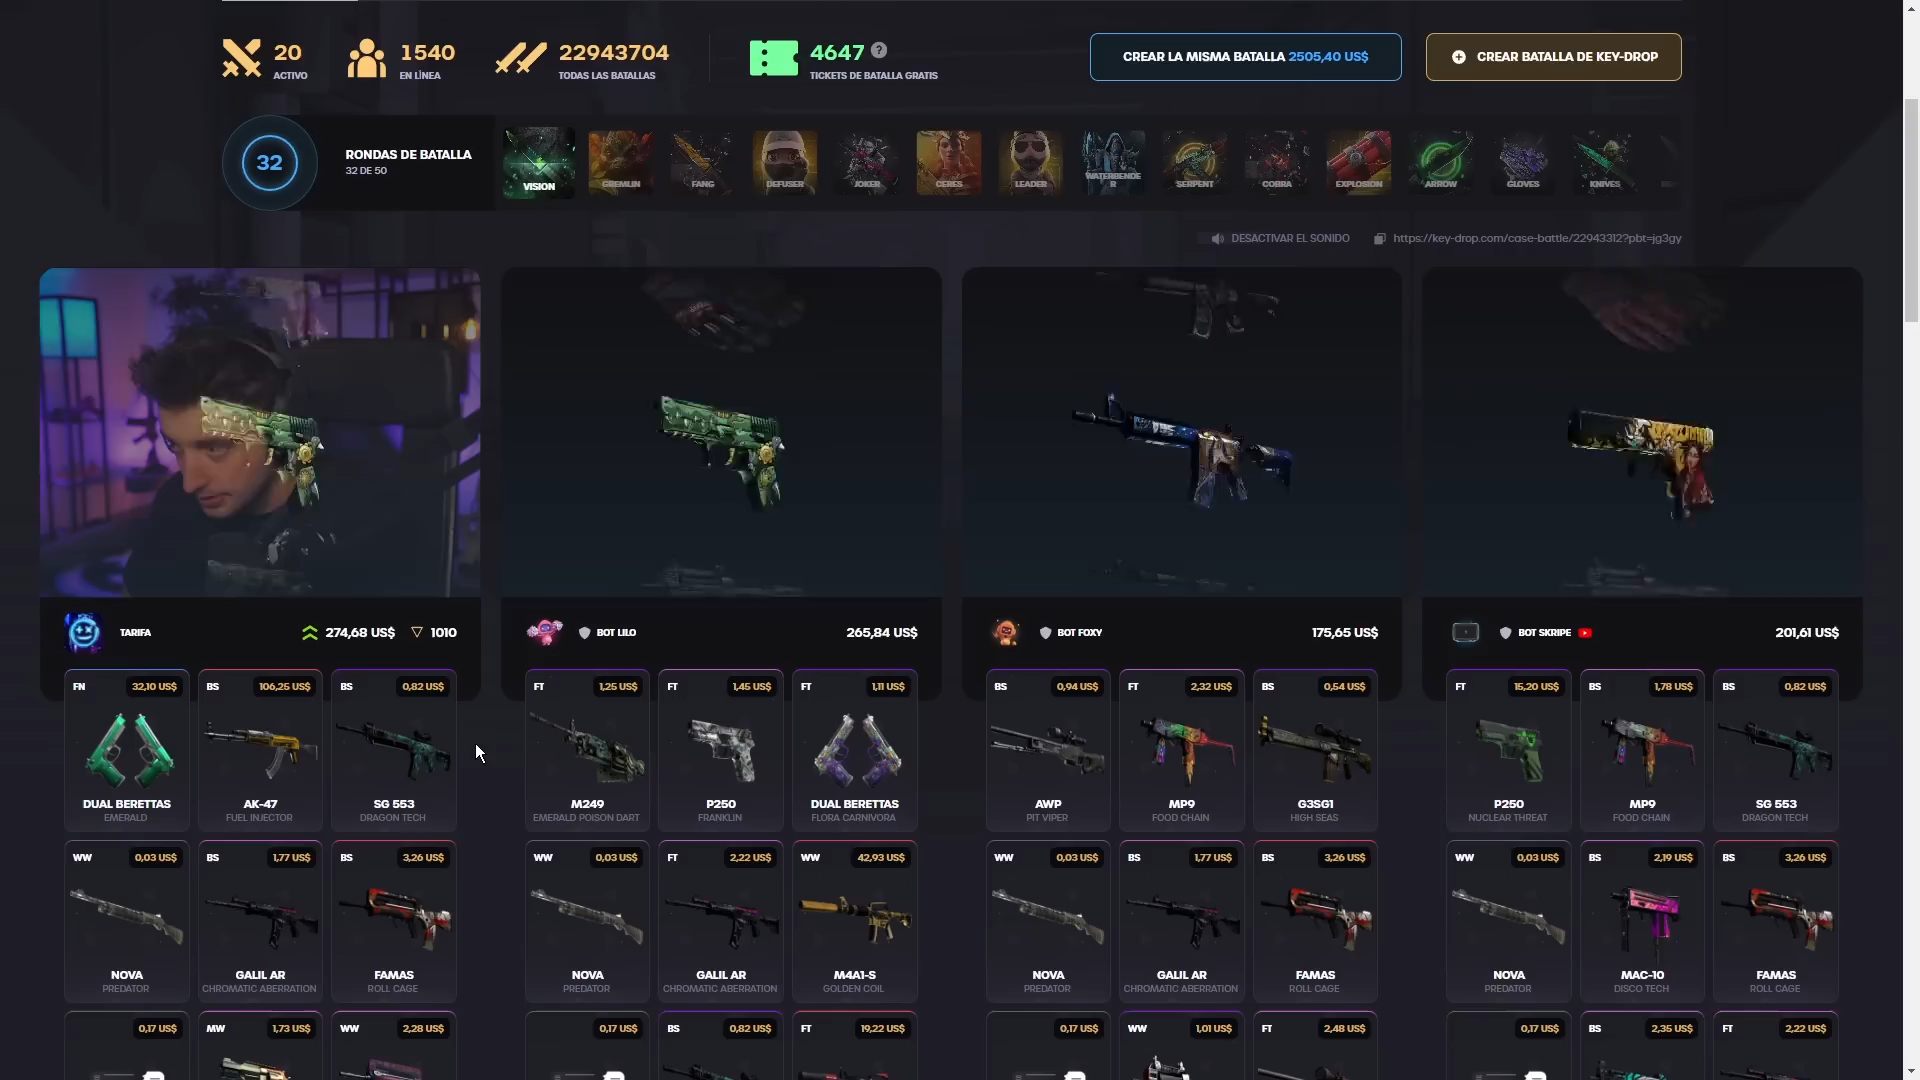 20
ACTIVO
1540
EN LÍNEA
22943704
TODAS LAS BATALLAS
4647 ?
TICKETS DE BATALLA GRATIS
CREAR LA MISMA BATALLA 2505,40 US$
CREAR BATALLA DE KEY-DROP
32
RONDAS DE BATALLA
32 DE 50
VISION
GREMLIN
FANG
DEFUSER
JOKER
CERES
LEADER
WATERBENDE
R
SERPENT
COBRA
EXPLOSION
ARROW
GLOVES
KNIVES
DESACTIVAR EL SONIDO
https://key-drop.com/case-battle/22943312?pbt=jg3gy
TARIFA
274,68 US$
1010
BOT LILO
265,84 US$
BOT FOXY
175,65 US$
BOT SKRIPE
201,61 US$
FN 32,10 US$
BS 106,25 US$
BS 0,82 US$
FT 1,25 US$
FT 1,45 US$
FT 1,11 US$
BS 0,94 US$
FT 2,32 US$
BS 0,54 US$
FT 15,20 US$
BS 1,78 US$
BS 0,82 US$
DUAL BERETTAS
EMERALD
AK-47
FUEL INJECTOR
SG 553
DRAGON TECH
M249
EMERALD POISON DART
P250
FRANKLIN
DUAL BERETTAS
FLORA CARNIVORA
AWP
PIT VIPER
MP9
FOOD CHAIN
G3SG1
HIGH SEAS
P250
NUCLEAR THREAT
MP9
FOOD CHAIN
SG 553
DRAGON TECH
WW 0,03 US$
BS 1,77 US$
BS 3,26 US$
WW 0,03 US$
FT 2,22 US$
WW 42,93 US$
WW 0,03 US$
BS 1,77 US$
BS 3,26 US$
WW 0,03 US$
BS 2,19 US$
BS 3,26 US$
NOVA
PREDATOR
GALIL AR
CHROMATIC ABERRATION
FAMAS
ROLL CAGE
NOVA
PREDATOR
GALIL AR
CHROMATIC ABERRATION
M4A1-S
GOLDEN COIL
NOVA
PREDATOR
GALIL AR
CHROMATIC ABERRATION
FAMAS
ROLL CAGE
NOVA
PREDATOR
MAC-10
DISCO TECH
FAMAS
ROLL CAGE
0,17 US$
MW 1,73 US$
WW 2,28 US$
0,17 US$
BS 0,82 US$
FT 19,22 US$
0,17 US$
WW 1,01 US$
FT 2,48 US$
0,17 US$
BS 2,35 US$
FT 2,22 US$